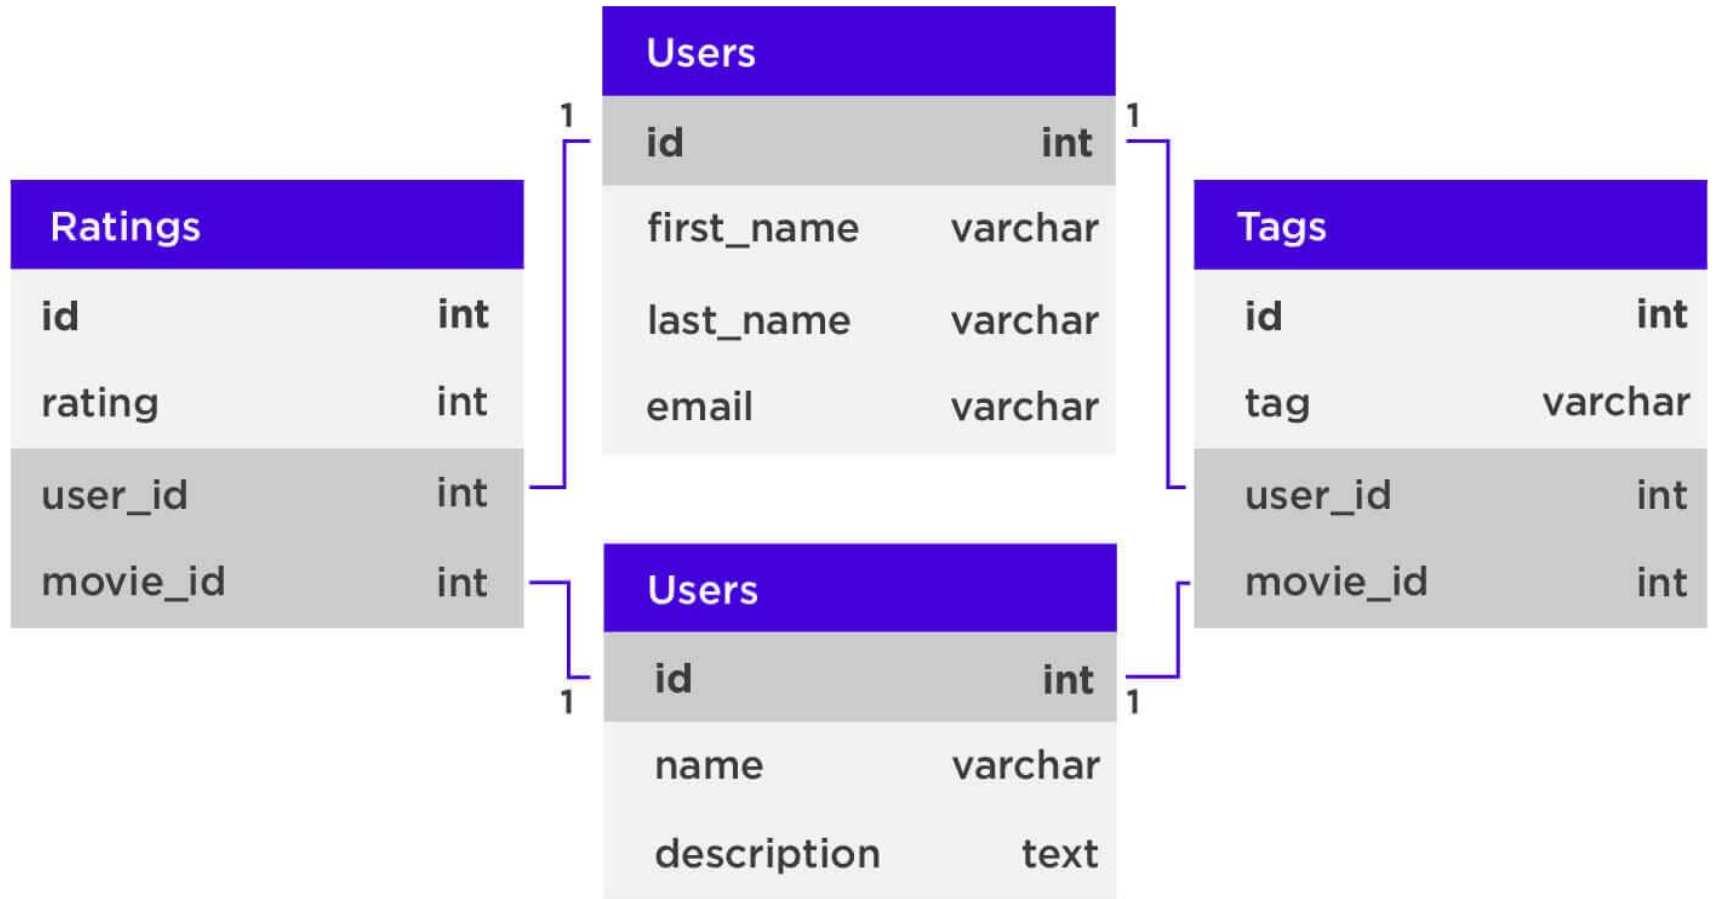 Users
1
1
id int
first_name varchar
last_name varchar
email varchar
Ratings
id int
rating int
user_id int
movie_id int
Tags
id int
tag varchar
user_id int
movie_id int
Users
1
1
id int
name varchar
description text